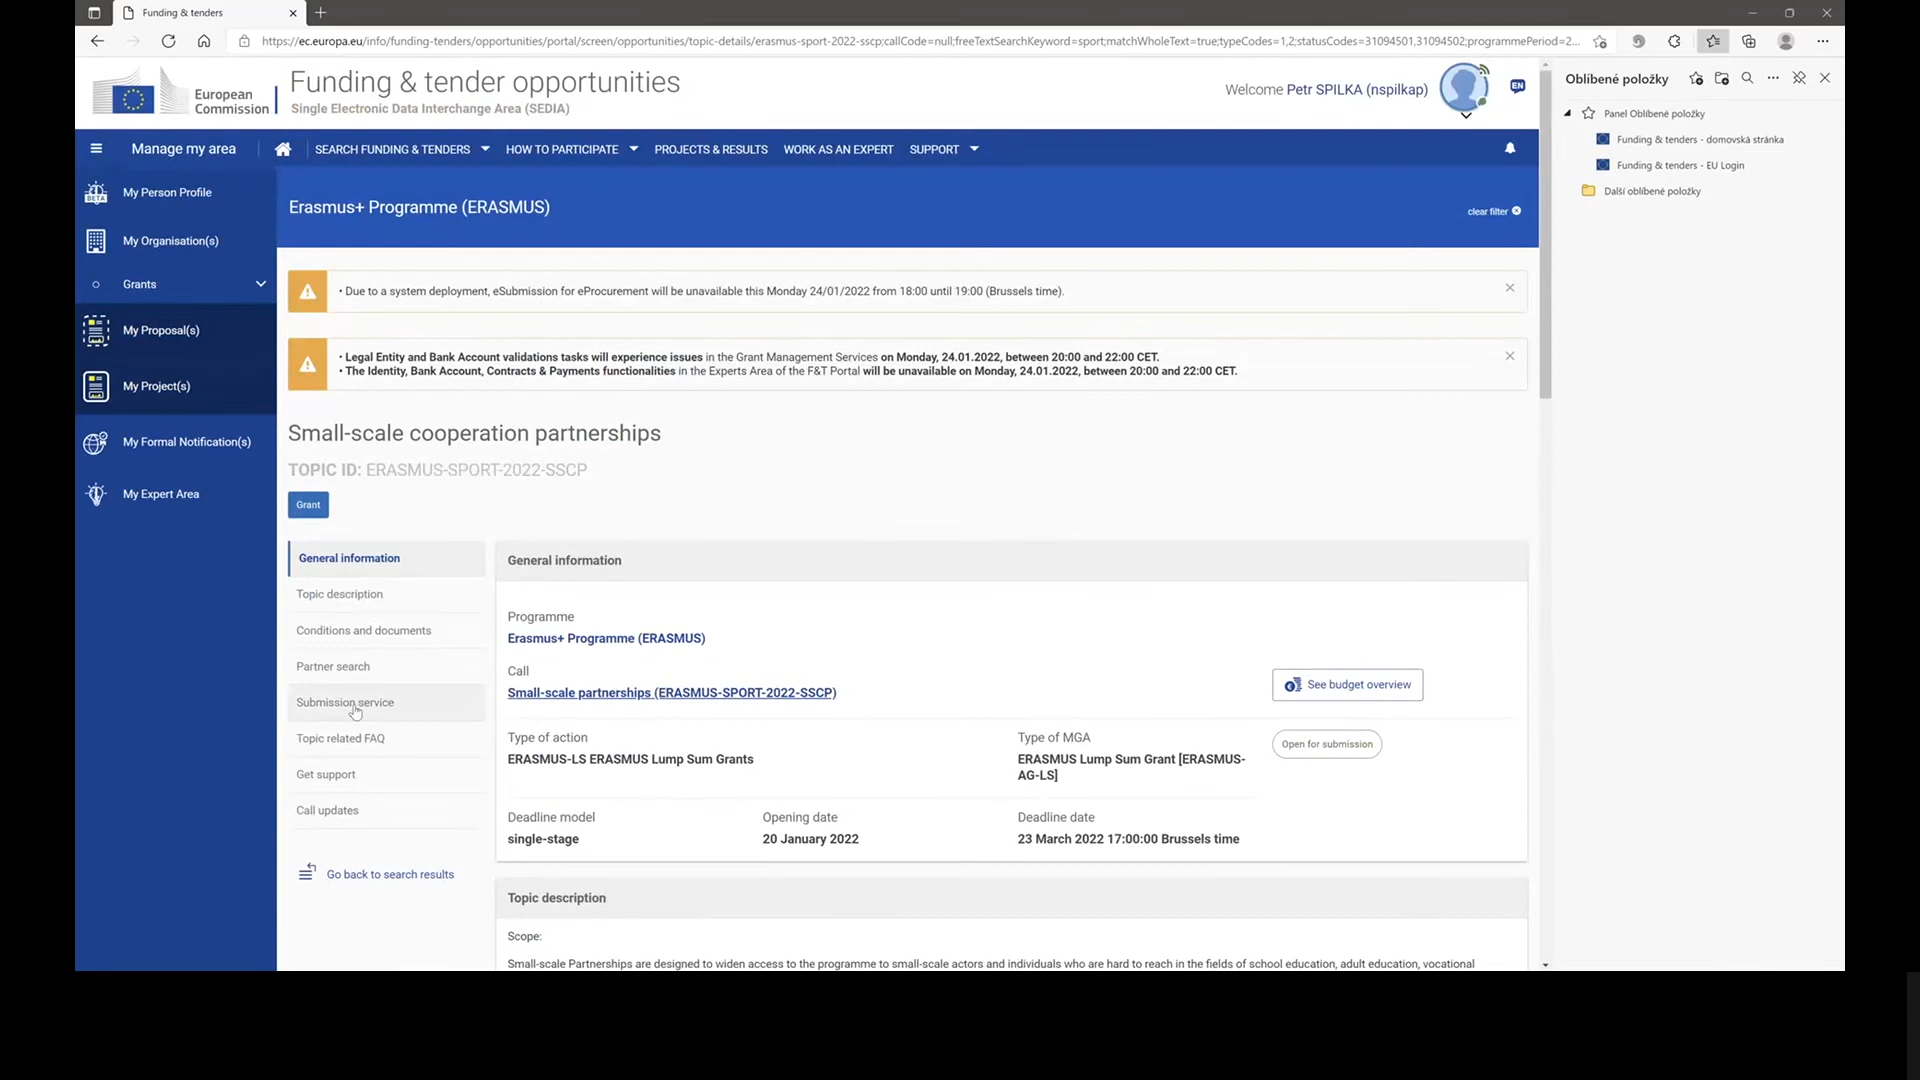 Funding & tenders
https://ec.europa.eu/info/funding-tenders/opportunities/portal/screen/opportunities/topic-details/erasmus-sport-2022-sscp;callCode=null;freeTextSearchKeyword=sport;matchWholeText=true;typeCodes=1,2;statusCodes=31094501,31094502;programmePeriod=2...
European
Commission
Funding & tender opportunities
Single Electronic Data Interchange Area (SEDIA)
Welcome Petr SPILKA (nspilkap)
EN
Oblíbené položky
Panel Oblíbené položky
Funding & tenders - domovská stránka
Funding & tenders - EU Login
Další oblíbené položky
Manage my area
SEARCH FUNDING & TENDERS
HOW TO PARTICIPATE
PROJECTS & RESULTS
WORK AS AN EXPERT
SUPPORT
BETA
My Person Profile
My Organisation(s)
Grants
My Proposal(s)
My Project(s)
My Formal Notification(s)
My Expert Area
Erasmus+ Programme (ERASMUS)
clear filter
• Due to a system deployment, eSubmission for eProcurement will be unavailable this Monday 24/01/2022 from 18:00 until 19:00 (Brussels time).
• Legal Entity and Bank Account validations tasks will experience issues in the Grant Management Services on Monday, 24.01.2022, between 20:00 and 22:00 CET.
• The Identity, Bank Account, Contracts & Payments functionalities in the Experts Area of the F&T Portal will be unavailable on Monday, 24.01.2022, between 20:00 and 22:00 CET.
Small-scale cooperation partnerships
TOPIC ID: ERASMUS-SPORT-2022-SSCP
Grant
General information
Topic description
Conditions and documents
Partner search
Submission service
Topic related FAQ
Get support
Call updates
Go back to search results
General information
Programme
Erasmus+ Programme (ERASMUS)
Call
Small-scale partnerships (ERASMUS-SPORT-2022-SSCP)
See budget overview
Type of action
ERASMUS-LS ERASMUS Lump Sum Grants
Type of MGA
ERASMUS Lump Sum Grant [ERASMUS-
AG-LS]
Open for submission
Deadline model
single-stage
Opening date
20 January 2022
Deadline date
23 March 2022 17:00:00 Brussels time
Topic description
Scope:
Small-scale Partnerships are designed to widen access to the programme to small-scale actors and individuals who are hard to reach in the fields of school education, adult education, vocational